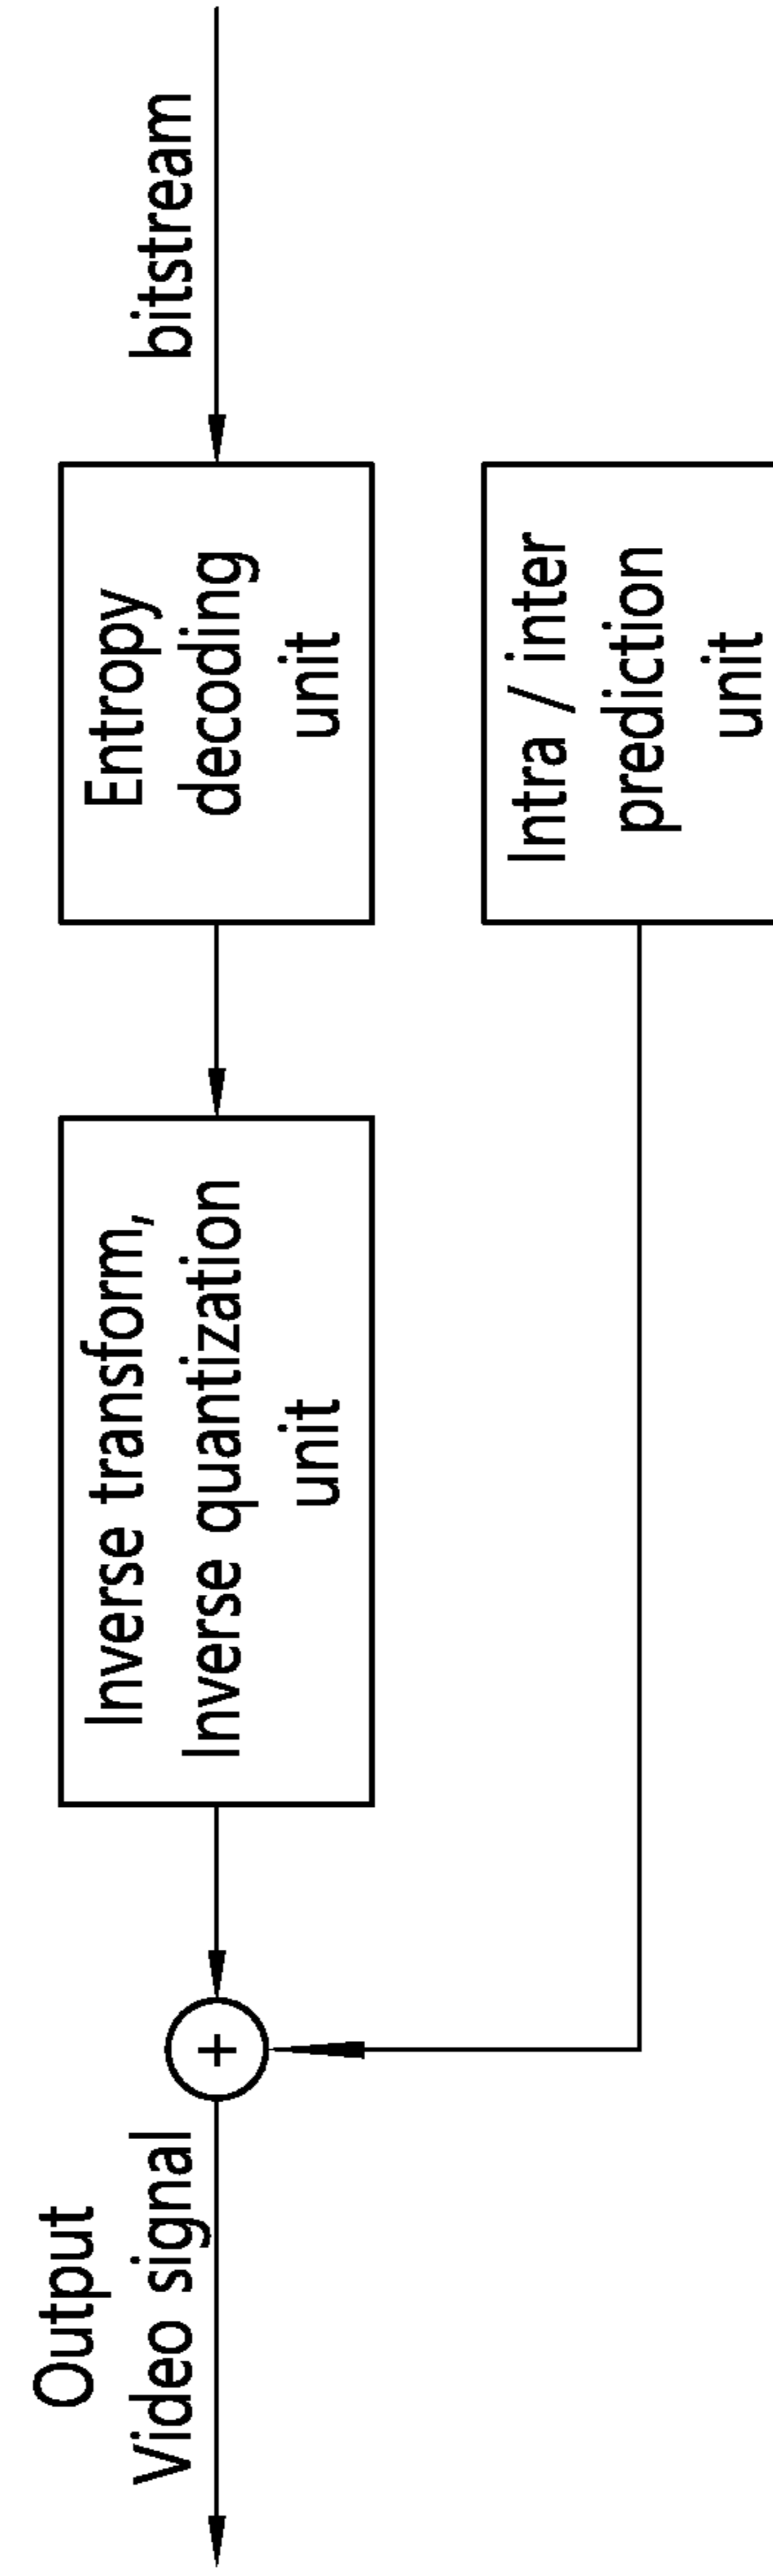 Output
Video signal
Inverse transform,
Inverse quantization
unit
Entropy
decoding
unit
bitstream
+
Intra / inter
prediction
unit